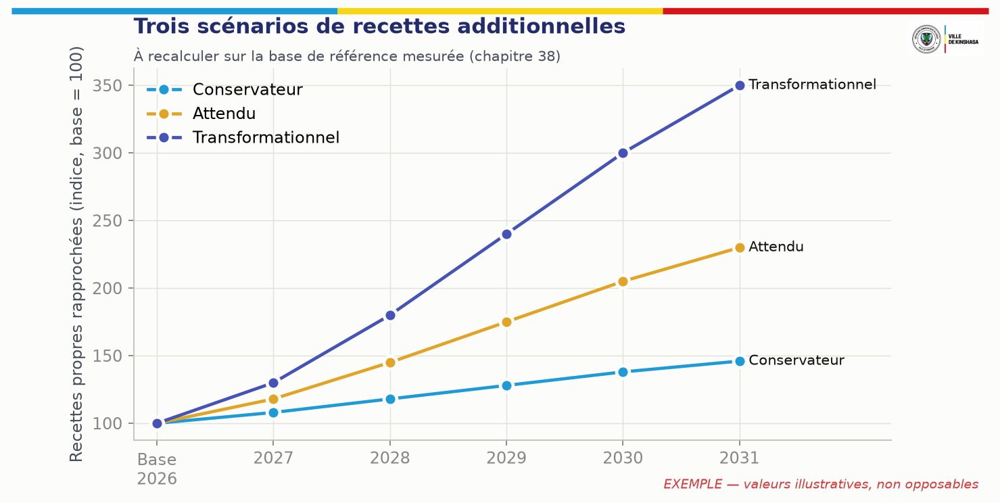 Trois scénarios de recettes additionnelles
À recalculer sur la base de référence mesurée (chapitre 38)
VILLE
DE KINSHASA
Recettes propres rapprochées (indice, base = 100)
350
300
250
200
150
100
Conservateur
Attendu
Transformationnel
Transformationnel
Attendu
Conservateur
Base
2026
2027
2028
2029
2030
2031
EXEMPLE — valeurs illustratives, non opposables